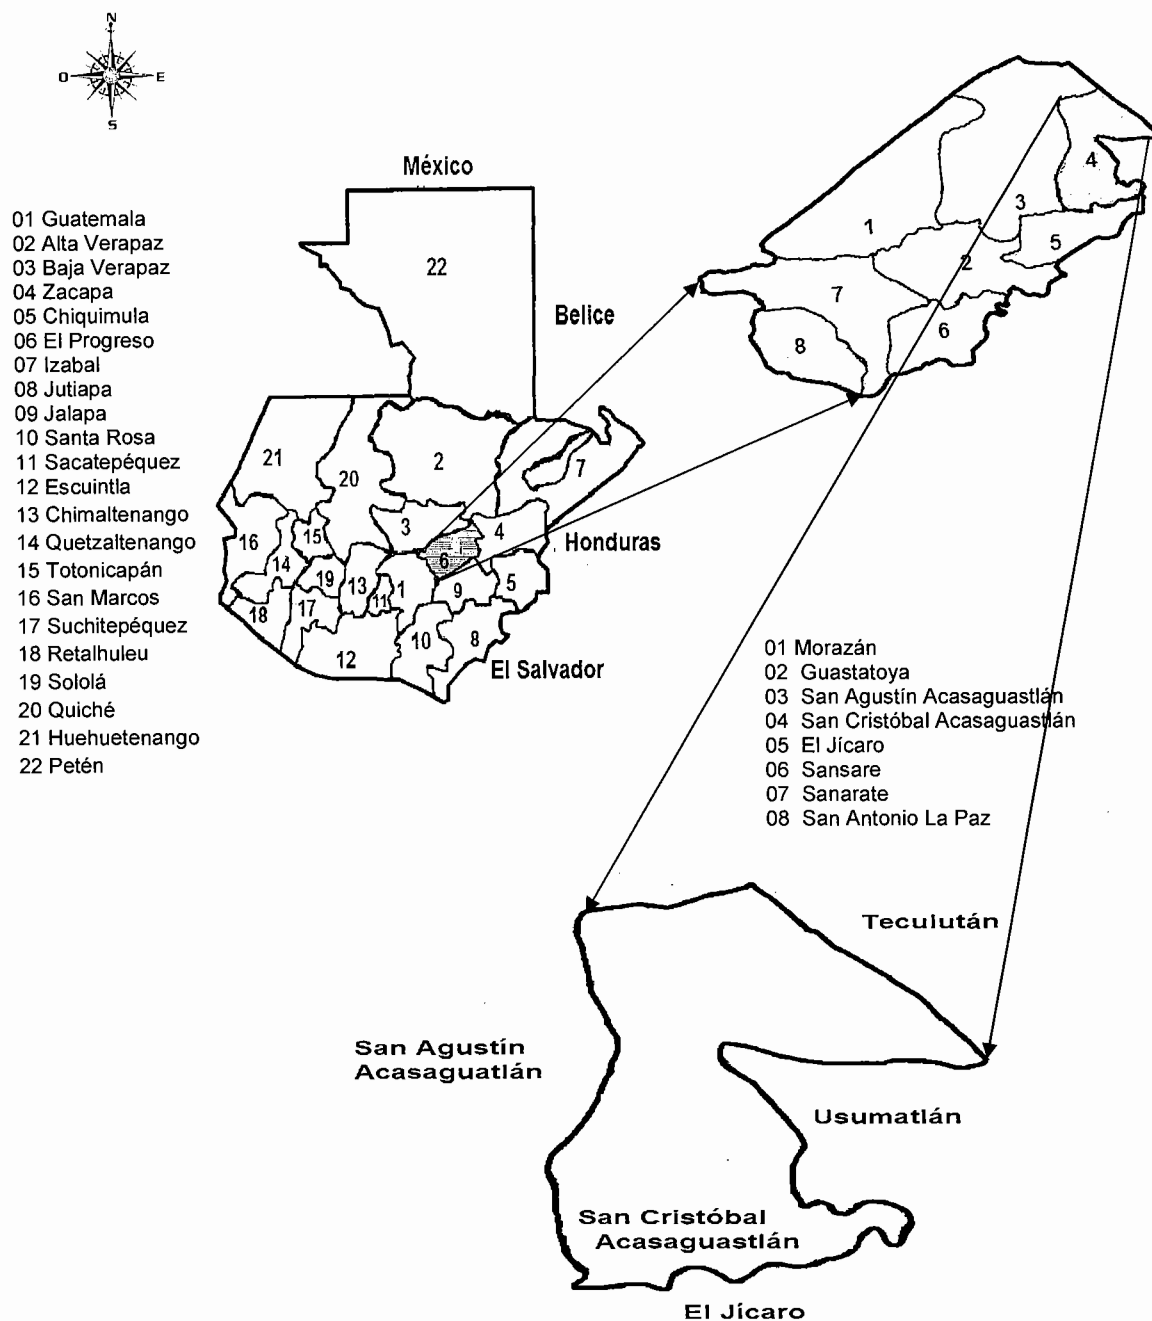 N
O E
S
México
01 Guatemala
02 Alta Verapaz
03 Baja Verapaz
04 Zacapa
05 Chiquimula
06 El Progreso
07 Izabal
08 Jutiapa
09 Jalapa
10 Santa Rosa
11 Sacatepéquez
12 Escuintla
13 Chimaltenango
14 Quetzaltenango
15 Totonicapán
16 San Marcos
17 Suchitepéquez
18 Retalhuleu
19 Sololá
20 Quiché
21 Huehuetenango
22 Petén
22
Belice
21
20
2
7
16
15
3
6
4
Honduras
14
19
13
11
1
9
5
18
17
12
10
8
El Salvador
1
3
4
2
5
7
6
8
01 Morazán
02 Guastatoya
03 San Agustín Acasaguastlán
04 San Cristóbal Acasaguastlán
05 El Jícaro
06 Sansare
07 Sanarate
08 San Antonio La Paz
Teculután
San Agustín
Acasaguatlán
Usumatlán
San Cristóbal
Acasaguastlán
El Jícaro